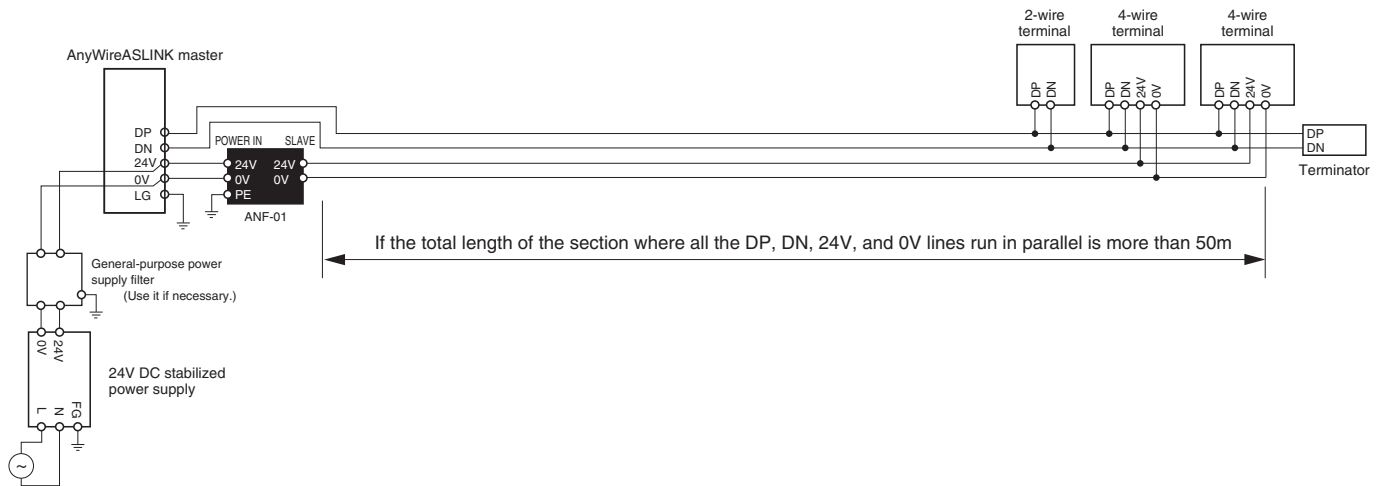 2-wire
terminal
4-wire
terminal
4-wire
terminal
AnyWireASLINK master
DP
DN
24V
0V
LG
POWER IN
SLAVE
24V
0V
PE
24V
0V
ANF-01
DP
DN
DP
DN
24V
0V
DP
DN
24V
0V
DP
DN
Terminator
If the total length of the section where all the DP, DN, 24V, and 0V lines run in parallel is more than 50m
General-purpose power
supply filter
(Use it if necessary.)
0V
24V
24V DC stabilized
power supply
L
N
FG
~